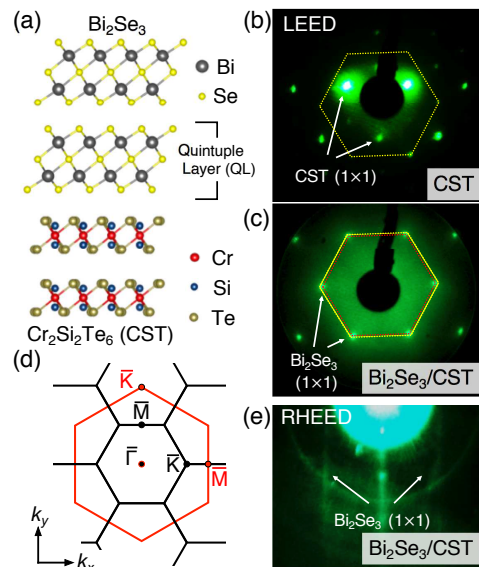 (a)
Bi₂Se₃
Bi
Se
Quintuple
Layer (QL)
Cr
Si
Te
Cr₂Si₂Te₆ (CST)
(b) LEED
CST (1×1)
CST
(c)
Bi₂Se₃
(1×1)
Bi₂Se₃/CST
(d)
K̅
M̅
Γ̅
K̅
M̅
k_y
k_x
(e) RHEED
Bi₂Se₃ (1×1)
Bi₂Se₃/CST